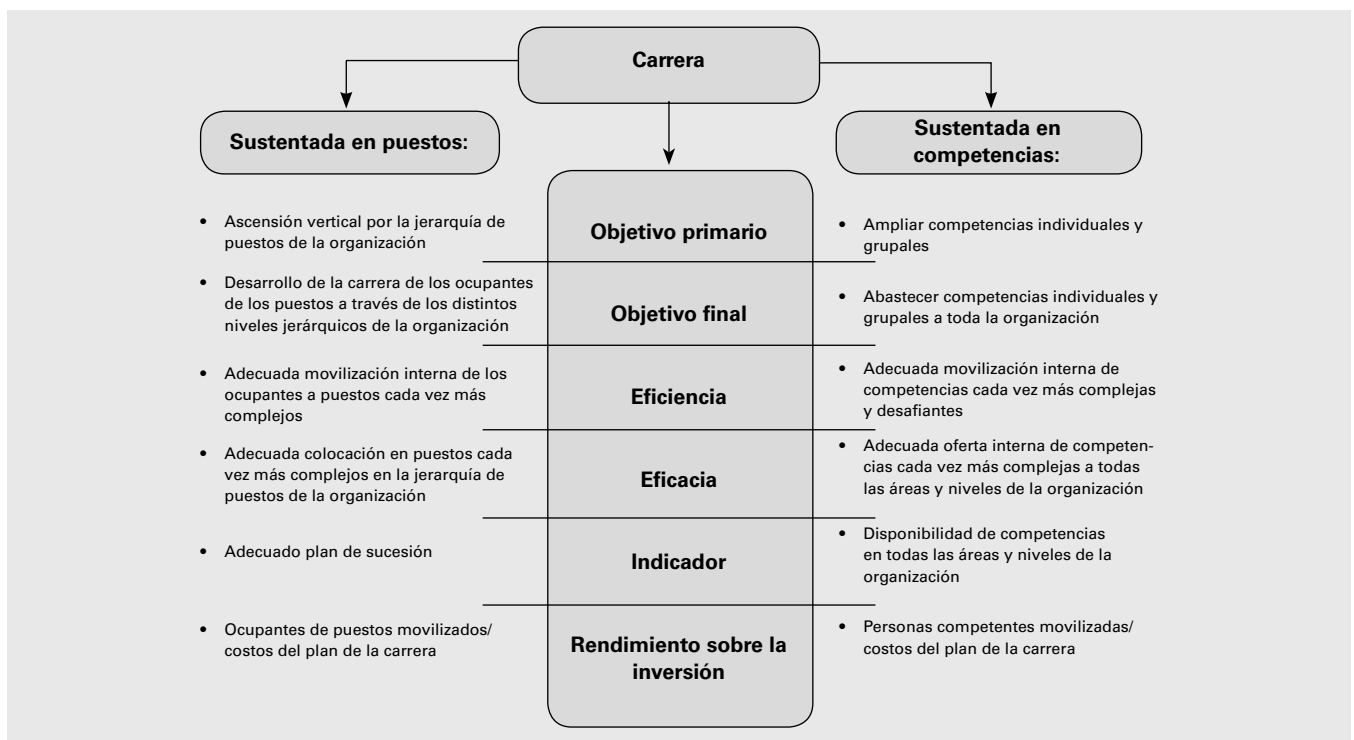 Carrera
Sustentada en puestos:
Sustentada en
competencias:
• Ascensión vertical por la jerarquía de
puestos de la organización
Objetivo primario
• Ampliar competencias individuales y
grupales
• Desarrollo de la carrera de los ocupantes
de los puestos a través de los distintos
niveles jerárquicos de la organización
Objetivo final
• Abastecer competencias individuales y
grupales a toda la organización
• Adecuada movilización interna de los
ocupantes a puestos cada vez más
complejos
Eficiencia
• Adecuada movilización interna de
competencias cada vez más complejas
y desafiantes
• Adecuada colocación en puestos cada
vez más complejos en la jerarquía de
puestos de la organización
Eficacia
• Adecuada oferta interna de competen-
cias cada vez más complejas a todas
las áreas y niveles de la organización
• Adecuado plan de sucesión
Indicador
• Disponibilidad de competencias
en todas las áreas y niveles de la
organización
• Ocupantes de puestos movilizados/
costos del plan de la carrera
Rendimiento sobre la
inversión
• Personas competentes movilizadas/
costos del plan de la carrera